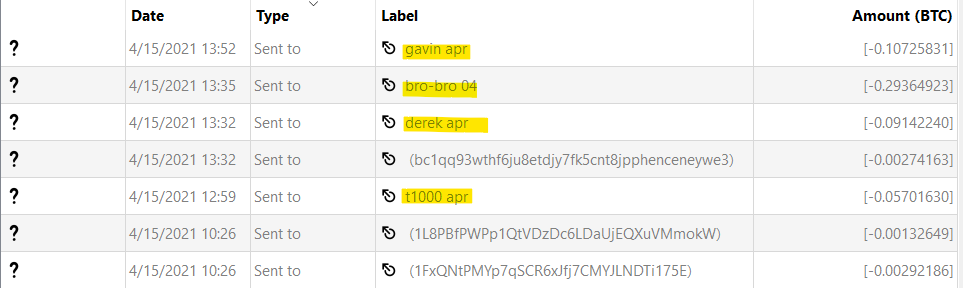 Date Type Label Amount (BTC)
? 4/15/2021 13:52 Sent to gavin apr [-0.10725831]
? 4/15/2021 13:35 Sent to bro-bro 04 [-0.29364923]
? 4/15/2021 13:32 Sent to derek apr [-0.09142240]
? 4/15/2021 13:32 Sent to (bc1qq93wthf6ju8etdjy7fk5cnt8jpphenceneywe3) [-0.00274163]
? 4/15/2021 12:59 Sent to t1000 apr [-0.05701630]
? 4/15/2021 10:26 Sent to (1L8PBfPWPp1QtVDzDc6LDaUjEQXuVMmokW) [-0.00132649]
? 4/15/2021 10:26 Sent to (1FxQNtPMYp7qSCR6xJfj7CMYJLNDTi175E) [-0.00292186]